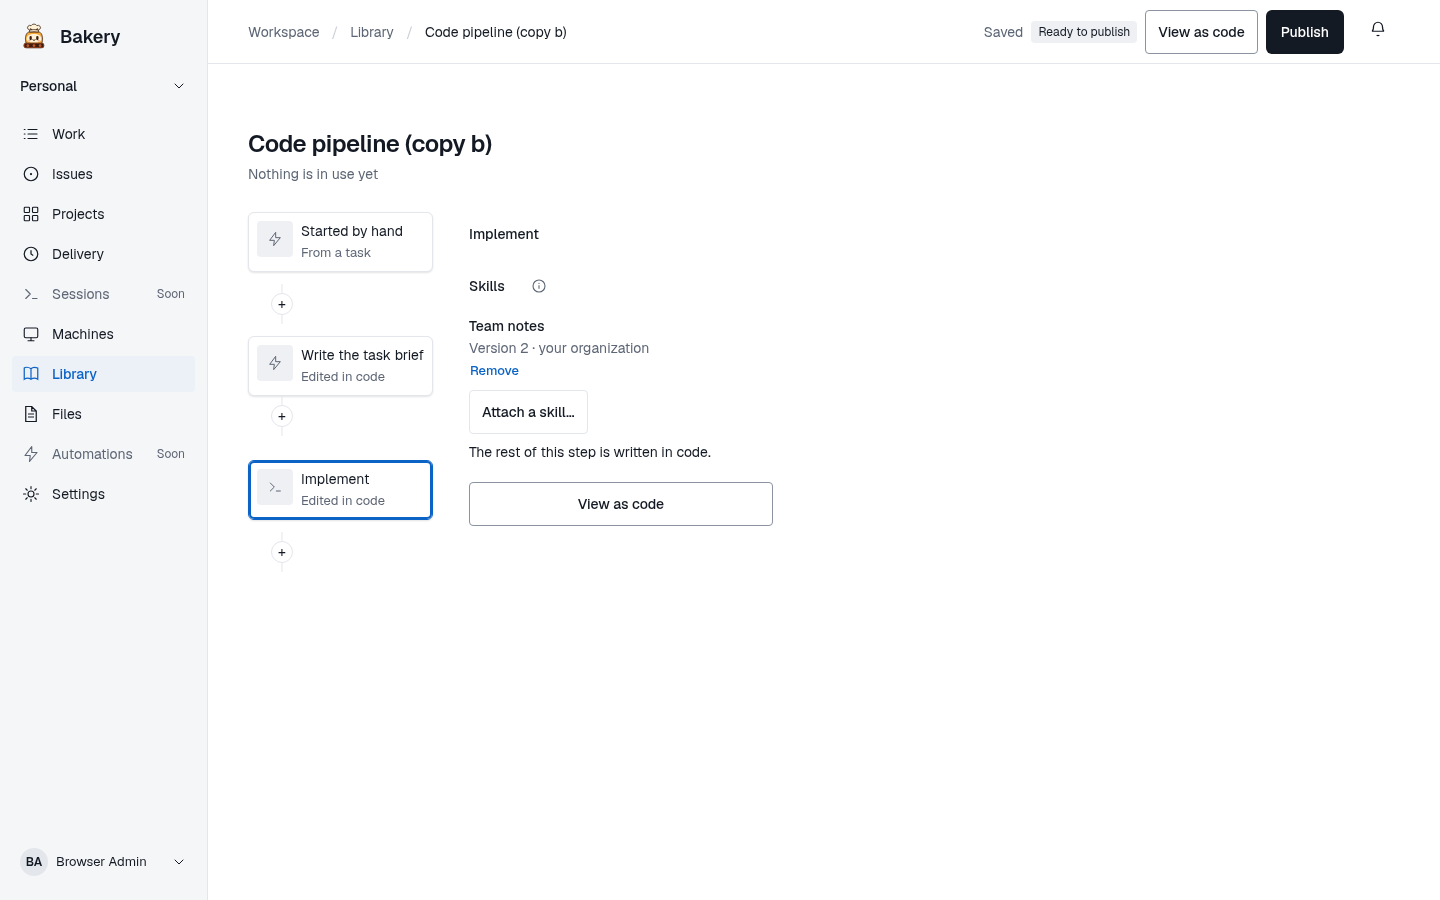 Bakery
Personal
Work
Issues
Projects
Delivery
Sessions Soon
Machines
Library
Files
Automations Soon
Settings
BA Browser Admin
Workspace / Library / Code pipeline (copy b)
Saved Ready to publish View as code Publish
Code pipeline (copy b)
Nothing is in use yet
Started by hand
From a task
+
Write the task brief
Edited in code
+
Implement
Edited in code
+
Implement
Skills
Team notes
Version 2 · your organization
Remove
Attach a skill...
The rest of this step is written in code.
View as code